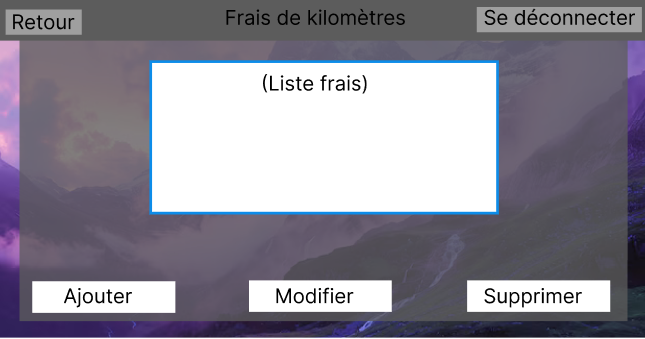 Retour
Frais de kilomètres
Se déconnecter
(Liste frais)
Ajouter
Modifier
Supprimer